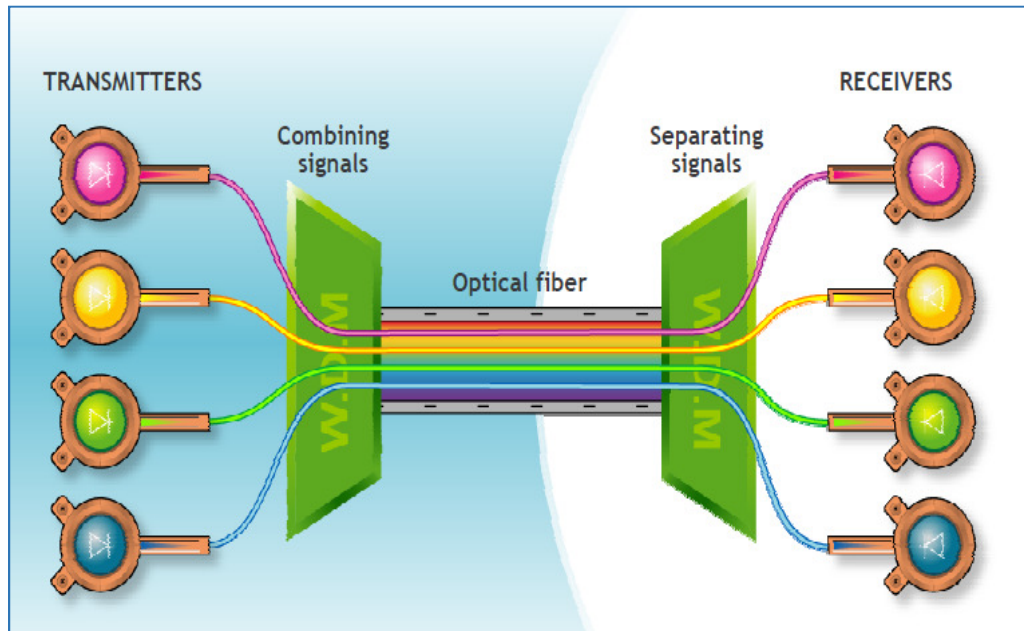 TRANSMITTERS
RECEIVERS
Combining
signals
Separating
signals
Optical fiber
W.D.M
W.D.M